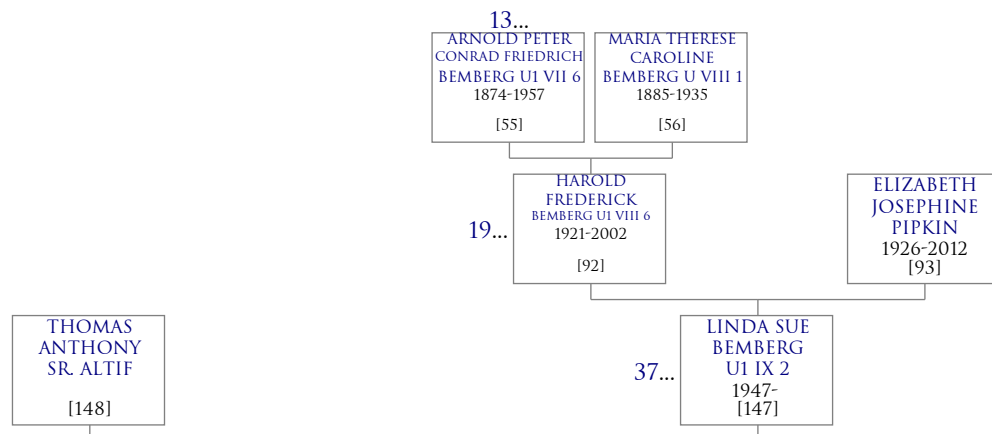 13...
ARNOLD PETER
CONRAD FRIEDRICH
BEMBERG U1 VII 6
1874-1957
[55]
MARIA THERESE
CAROLINE
BEMBERG U VIII 1
1885-1935
[56]
19...
HAROLD
FREDERICK
BEMBERG U1 VIII 6
1921-2002
[92]
ELIZABETH
JOSEPHINE
PIPKIN
1926-2012
[93]
THOMAS
ANTHONY
SR. ALTIF
[148]
37...
LINDA SUE
BEMBERG
U1 IX 2
1947-
[147]